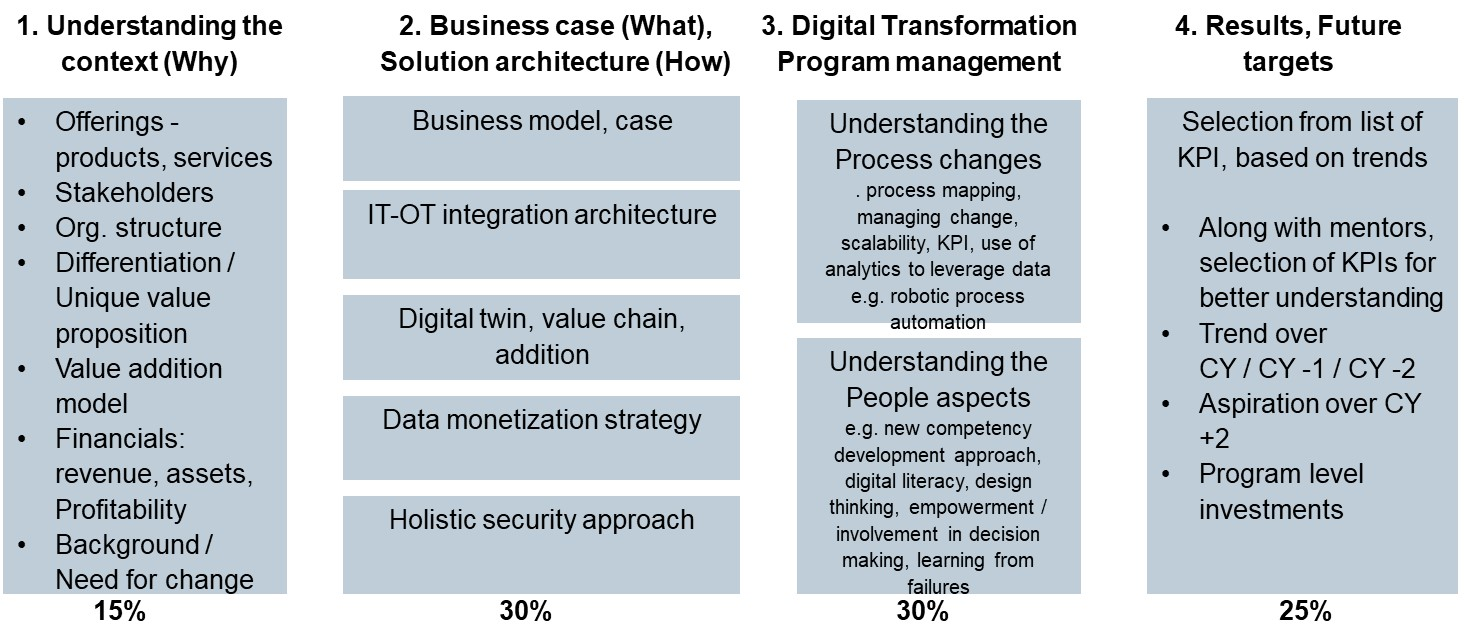 1. Understanding the
context (Why)
• Offerings -
products, services
• Stakeholders
• Org. structure
• Differentiation /
Unique value
proposition
• Value addition
model
• Financials:
revenue, assets,
Profitability
• Background /
Need for change
15%
2. Business case (What),
Solution architecture (How)
Business model, case
IT-OT integration architecture
Digital twin, value chain,
addition
Data monetization strategy
Holistic security approach
30%
3. Digital Transformation
Program management
Understanding the
Process changes
. process mapping,
managing change,
scalability, KPI, use of
analytics to leverage data
e.g. robotic process
automation
Understanding the
People aspects
e.g. new competency
development approach,
digital literacy, design
thinking, empowerment /
involvement in decision
making, learning from
failures
30%
4. Results, Future
targets
Selection from list of
KPI, based on trends
• Along with mentors,
selection of KPIs for
better understanding
• Trend over
CY / CY -1 / CY -2
• Aspiration over CY
+2
• Program level
investments
25%